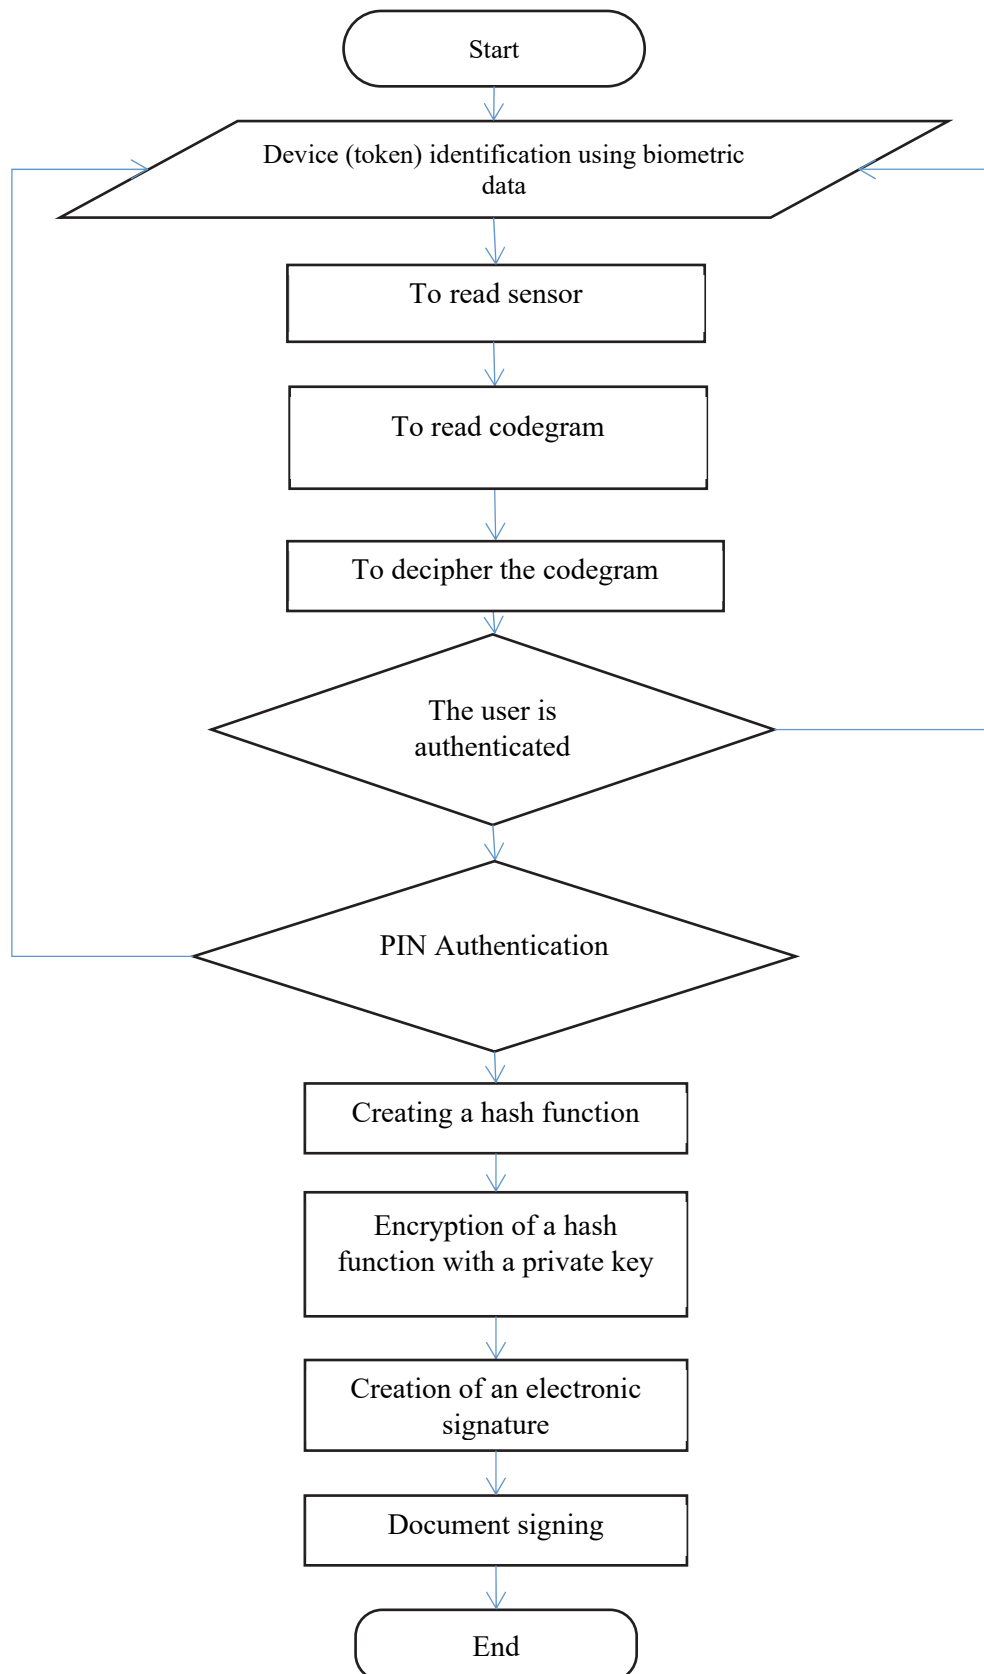 Start
Device (token) identification using biometric
data
To read sensor
To read codegram
To decipher the codegram
The user is
authenticated
PIN Authentication
Creating a hash function
Encryption of a hash
function with a private key
Creation of an electronic
signature
Document signing
End